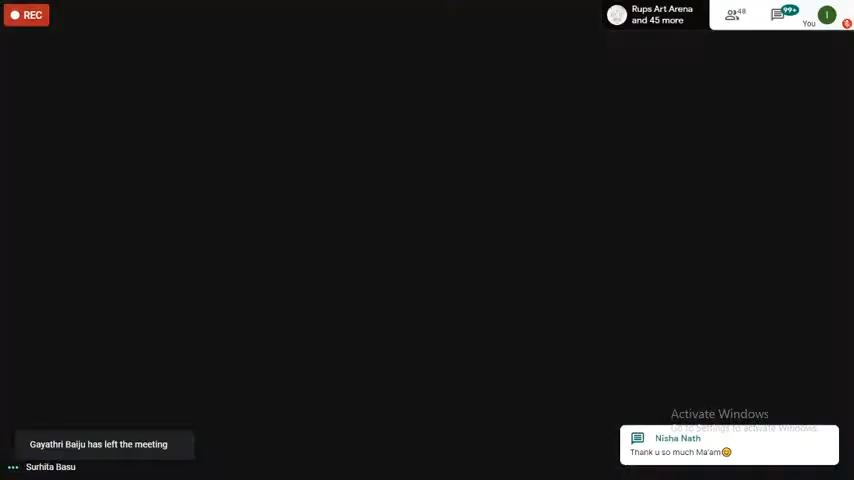 REC
Rups Art Arena
and 45 more
48
99+
You
I
Activate Windows
Go to Settings to activate Windows.
Gayathri Baiju has left the meeting
Nisha Nath
Thank u so much Ma'am😊
Surhita Basu